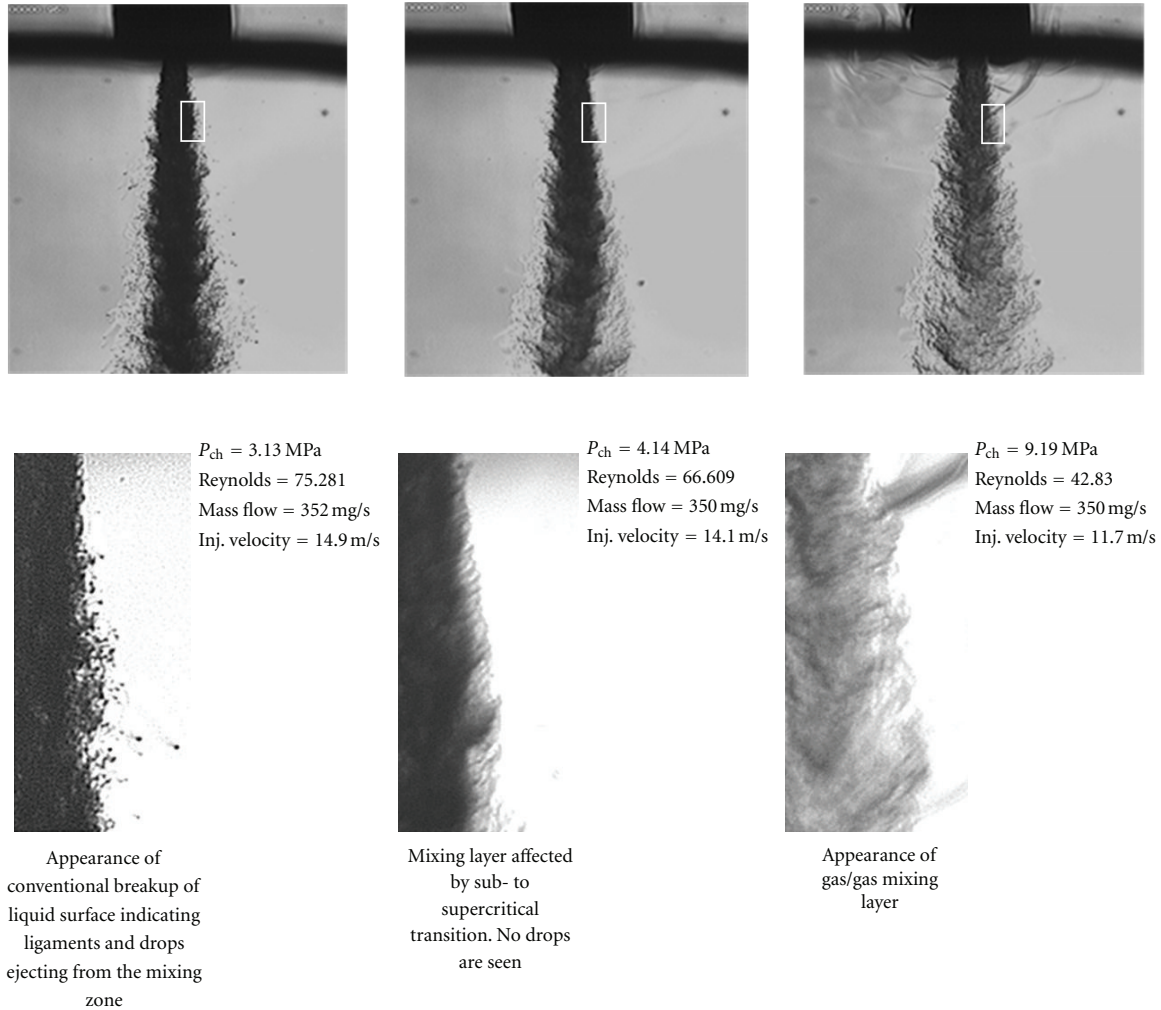 P_ch = 3.13 MPa
Reynolds = 75.281
Mass flow = 352 mg/s
Inj. velocity = 14.9 m/s
P_ch = 4.14 MPa
Reynolds = 66.609
Mass flow = 350 mg/s
Inj. velocity = 14.1 m/s
P_ch = 9.19 MPa
Reynolds = 42.83
Mass flow = 350 mg/s
Inj. velocity = 11.7 m/s
Appearance of
conventional breakup of
liquid surface indicating
ligaments and drops
ejecting from the mixing
zone
Mixing layer affected
by sub- to
supercritical
transition. No drops
are seen
Appearance of
gas/gas mixing
layer